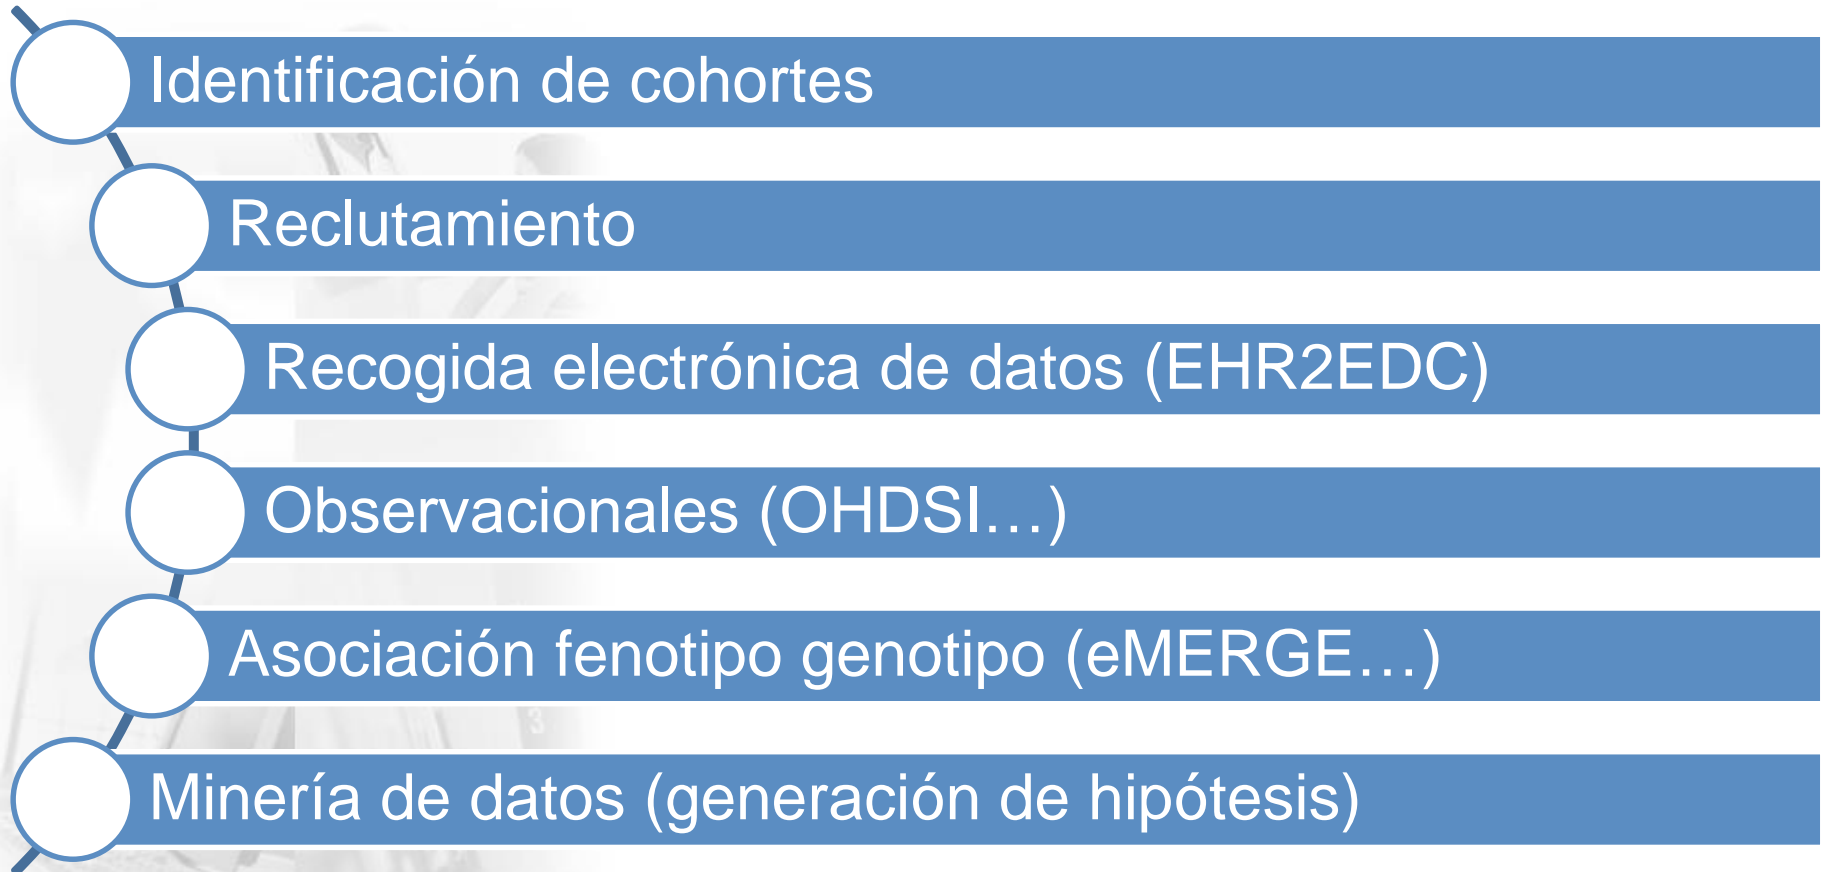 Identificación de cohortes
Reclutamiento
Recogida electrónica de datos (EHR2EDC)
Observacionales (OHDSI…)
Asociación fenotipo genotipo (eMERGE…)
3
Minería de datos (generación de hipótesis)